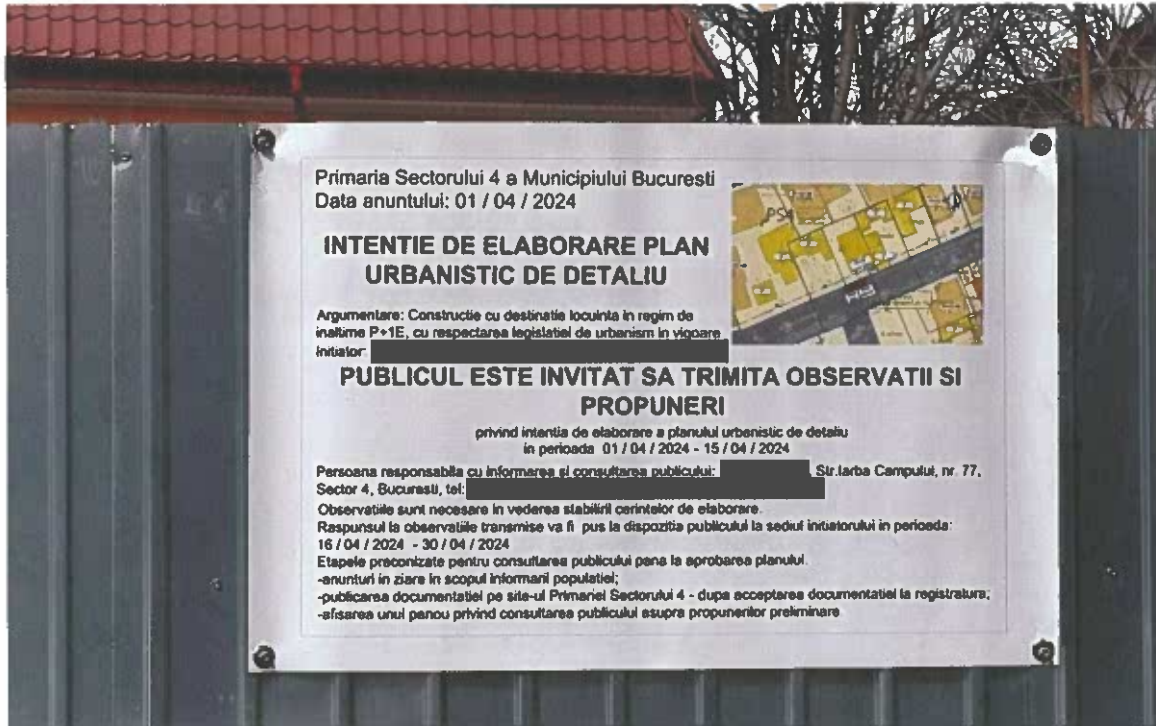 Primaria Sectorului 4 a Municipiului Bucuresti
Data anuntului: 01 / 04 / 2024
INTENTIE DE ELABORARE PLAN
URBANISTIC DE DETALIU
Argumentare: Constructie cu destinatie locuinta in regim de
inaltime P+1E, cu respectarea legislatiei de urbanism in vigoare
Initiator:
PUBLICUL ESTE INVITAT SA TRIMITA OBSERVATII SI
PROPUNERI
privind intentia de elaborare a planului urbanistic de detaliu
in perioada 01 / 04 / 2024 - 15 / 04 / 2024
Persoana responsabila cu informarea si consultarea publicului: , Str.Iarba Campului, nr. 77,
Sector 4, Bucuresti, tel:
Observatiile sunt necesare in vederea stabilirii cerintelor de elaborare.
Raspunsul la observatiile transmise va fi pus la dispozitia publicului la sediul initiatorului in perioada:
16 / 04 / 2024 - 30 / 04 / 2024
Etapele preconizate pentru consultarea publicului pana la aprobarea planului.
-anunturi in ziare in scopul informarii populatiei;
-publicarea documentatiei pe site-ul Primariei Sectorului 4 - dupa acceptarea documentatiei la registratura;
-afisarea unui panou privind consultarea publicului asupra propunerilor preliminare